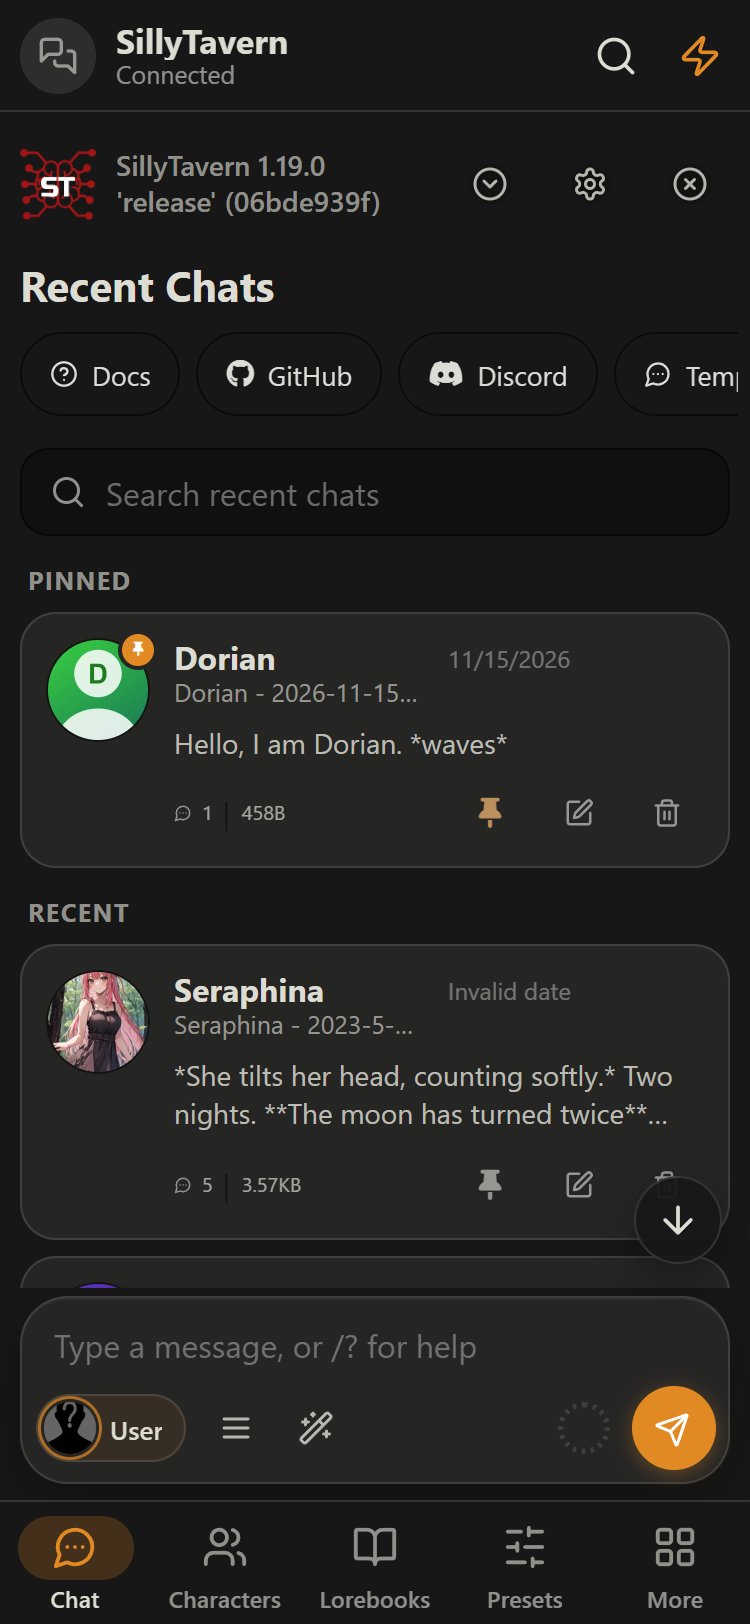 SillyTavern
Connected
ST
SillyTavern 1.19.0
'release' (06bde939f)
Recent Chats
Docs
GitHub
Discord
Temp
Search recent chats
PINNED
D
Dorian
11/15/2026
Dorian - 2026-11-15...
Hello, I am Dorian. *waves*
1
458B
RECENT
Seraphina
Invalid date
Seraphina - 2023-5-...
*She tilts her head, counting softly.* Two
nights. **The moon has turned twice**...
5
3.57KB
Type a message, or /? for help
?
User
Chat
Characters
Lorebooks
Presets
More